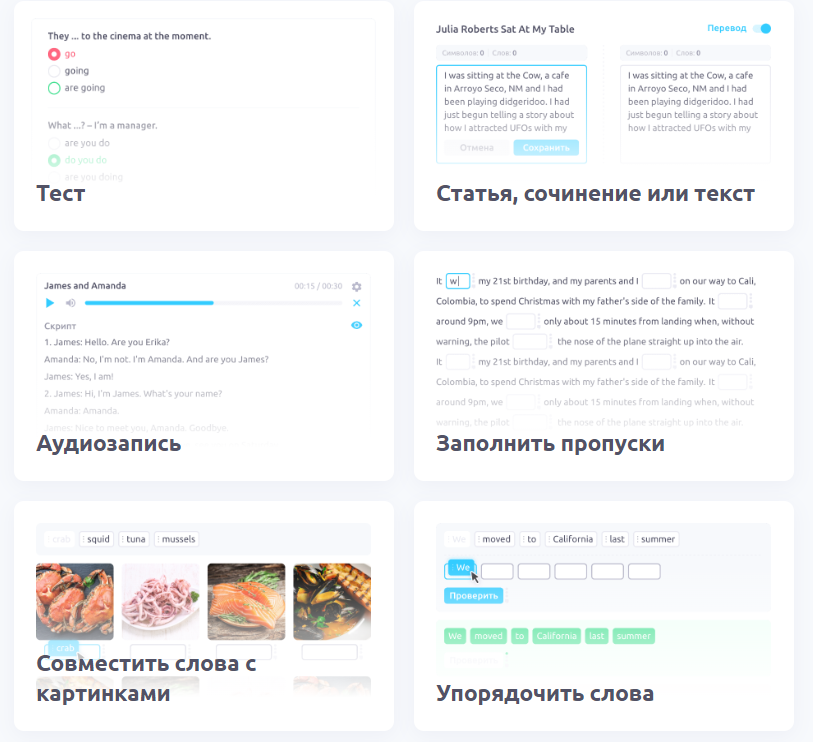 They ... to the cinema at the moment.
go
going
are going
What ...? – I'm a manager.
are you do
do you do
are you doing
Тест
Julia Roberts Sat At My Table
Перевод
Символов: 0 Слов: 0
Символов: 0 Слов: 0
I was sitting at the Cow, a cafe
in Arroyo Seco, NM and I had
been playing didgeridoo. I had
just begun telling a story about
how I attracted UFOs with my
Отмена Сохранить
I was sitting at the Cow, a cafe
in Arroyo Seco, NM and I had
been playing didgeridoo. I had
just begun telling a story about
how I attracted UFOs with my
Статья, сочинение или текст
James and Amanda 00:15 / 00:30
Скрипт
1. James: Hello. Are you Erika?
Amanda: No, I'm not. I'm Amanda. And are you James?
James: Yes, I am!
2. James: Hi, I'm James. What's your name?
Amanda: Amanda.
James: Nice to meet you, Amanda. Goodbye.
Аудиозапись
It w my 21st birthday, and my parents and I on our way to Cali,
Colombia, to spend Christmas with my father's side of the family. It
around 9pm, we only about 15 minutes from landing when, without
warning, the pilot the nose of the plane straight up into the air.
It my 21st birthday, and my parents and I on our way to Cali,
Colombia, to spend Christmas with my father's side of the family. It
around 9pm, we only about 15 minutes from landing when, without
warning, the pilot the nose of the plane straight up into the air.
Заполнить пропуски
crab squid tuna mussels
crab
Совместить слова с
картинками
We moved to California last summer
We
Проверить
We moved to California last summer
Упорядочить слова